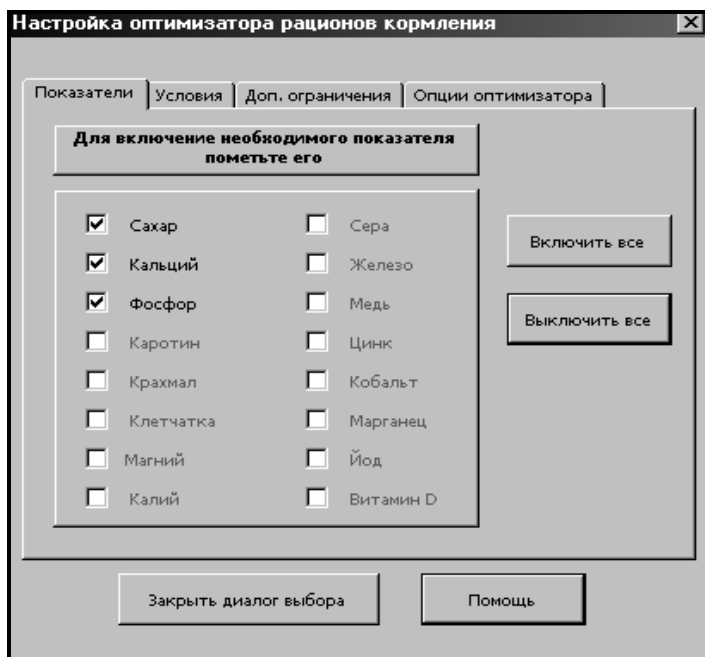 Настройка оптимизатора рационов кормления
Показатели Условия Доп. ограничения Опции оптимизатора
Для включение необходимого показателя
пометьте его
Сахар Сера
Кальций Железо
Фосфор Медь
Каротин Цинк
Крахмал Кобальт
Клетчатка Марганец
Магний Йод
Калий Витамин D
Включить все
Выключить все
Закрыть диалог выбора Помощь